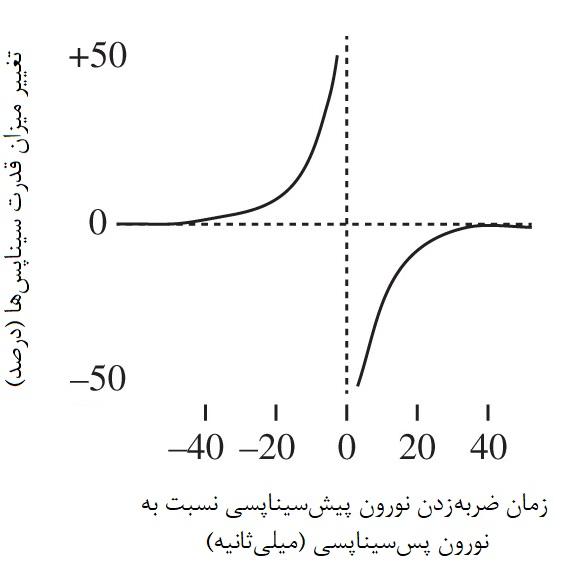 تغییر میزان قدرت سیناپس‌ها (درصد)
+50
0
–50
–40 –20 0 20 40
زمان ضربه‌زدن نورون پیش‌سیناپسی نسبت به
نورون پس‌سیناپسی (میلی‌ثانیه)